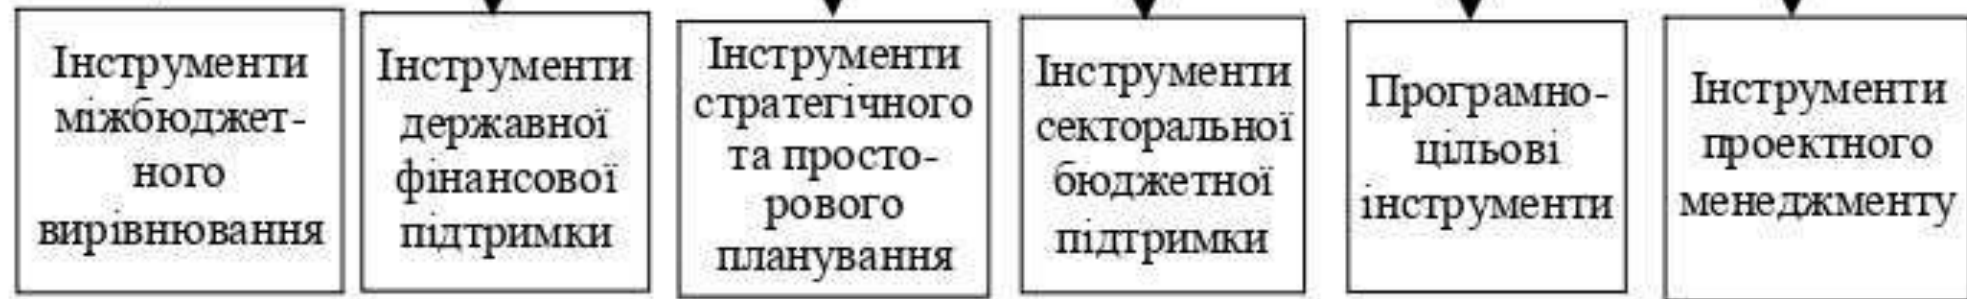 Інструменти
міжбюджет-
ного
вирівнювання
Інструменти
державної
фінансової
підтримки
Інструменти
стратегічного
та просто-
рового
планування
Інструменти
секторальної
бюджетної
підтримки
Програмно-
цільові
інструменти
Інструменти
проектного
менеджменту